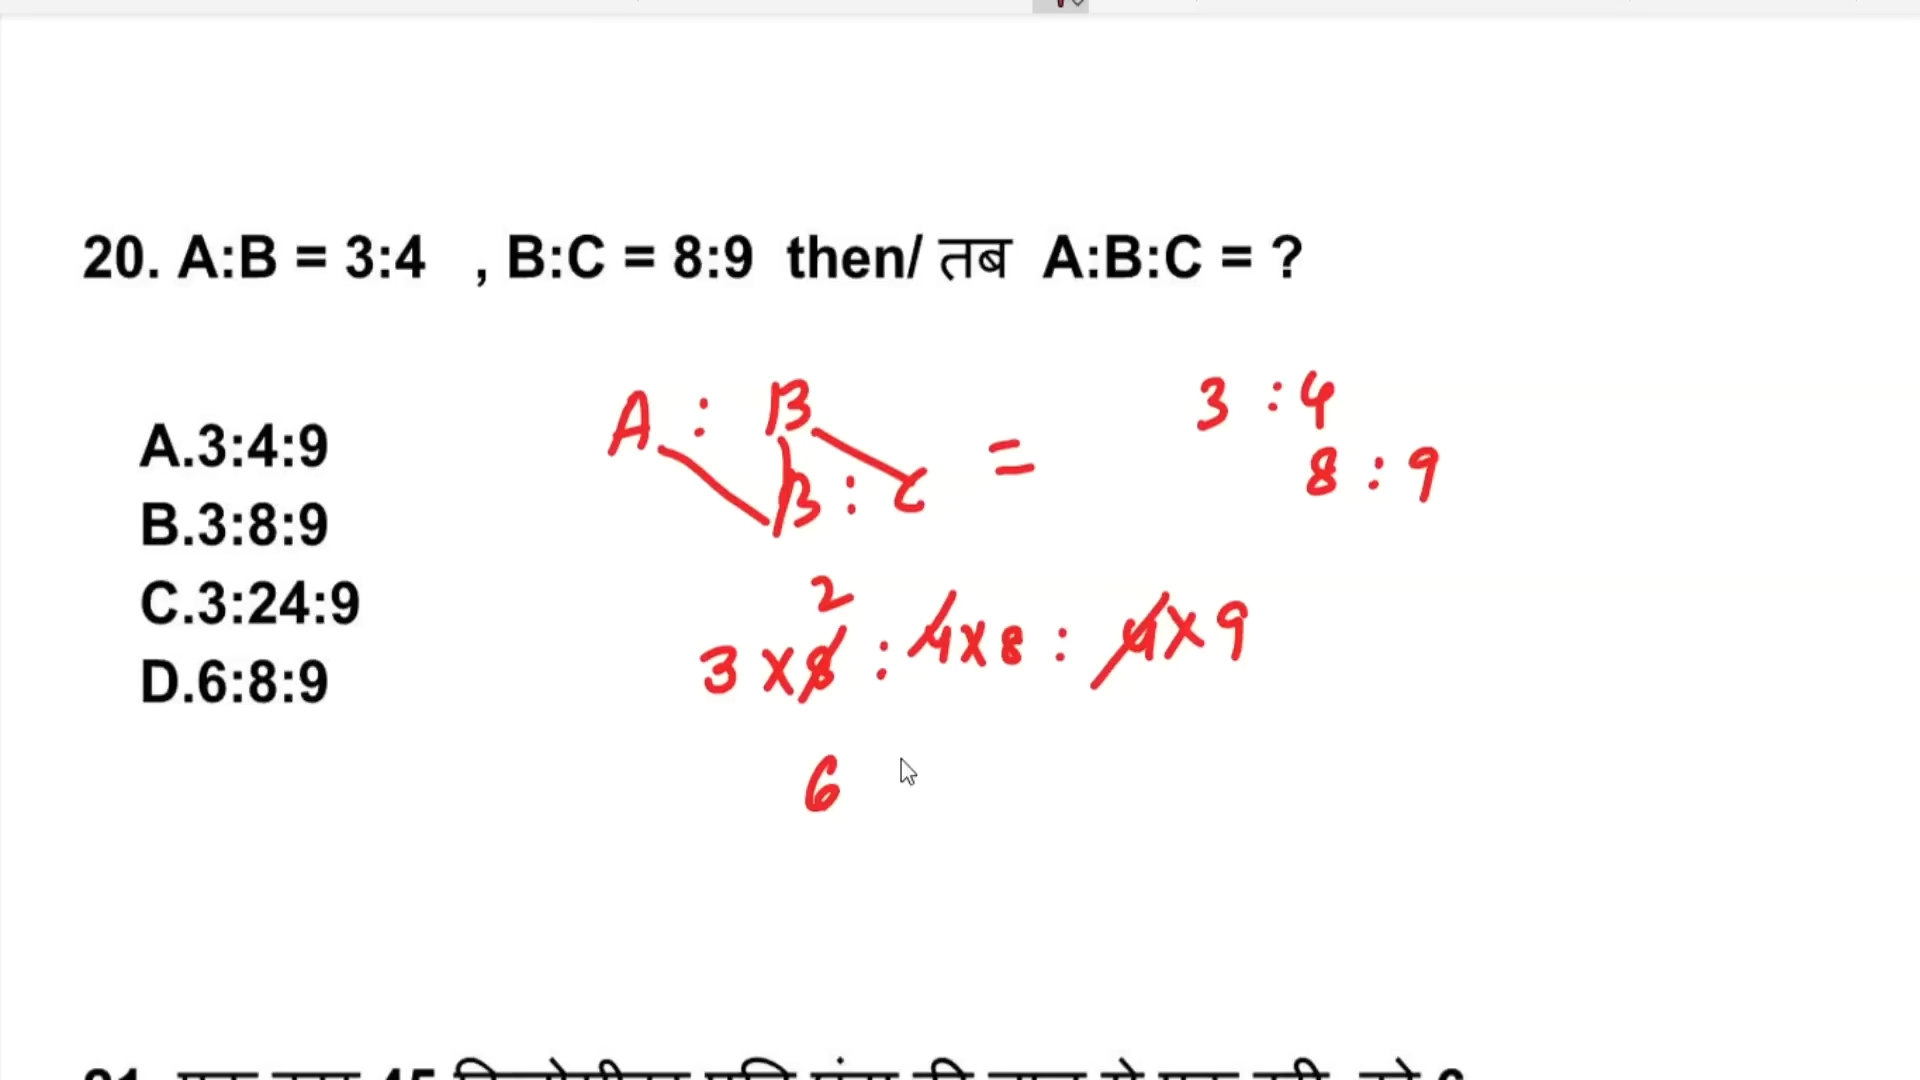 20. A:B = 3:4 , B:C = 8:9 then/ तब A:B:C = ?
A.3:4:9
B.3:8:9
C.3:24:9
D.6:8:9
A : B = 3 : 4
B : C 8 : 9
2
3 x 8 : 4 x 8 : 4 x 9
6